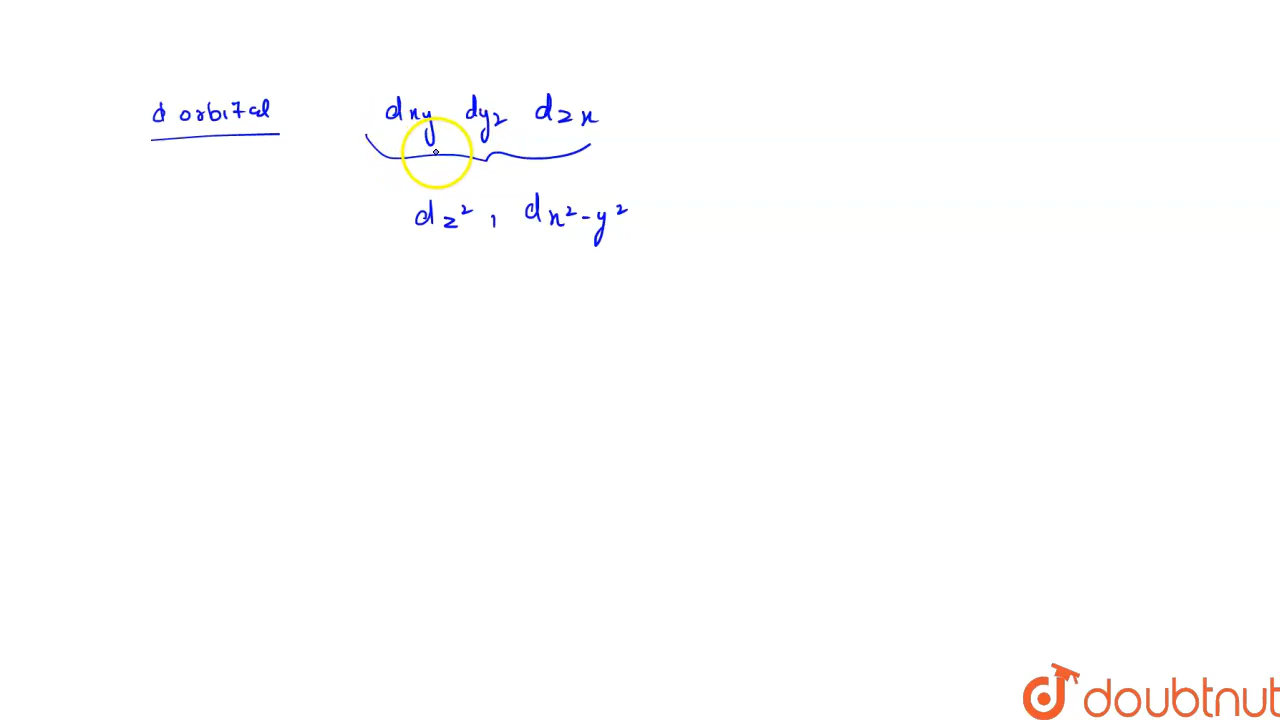 d orbital dxy dyz dzx
dz², dx²-y²
doubtnut